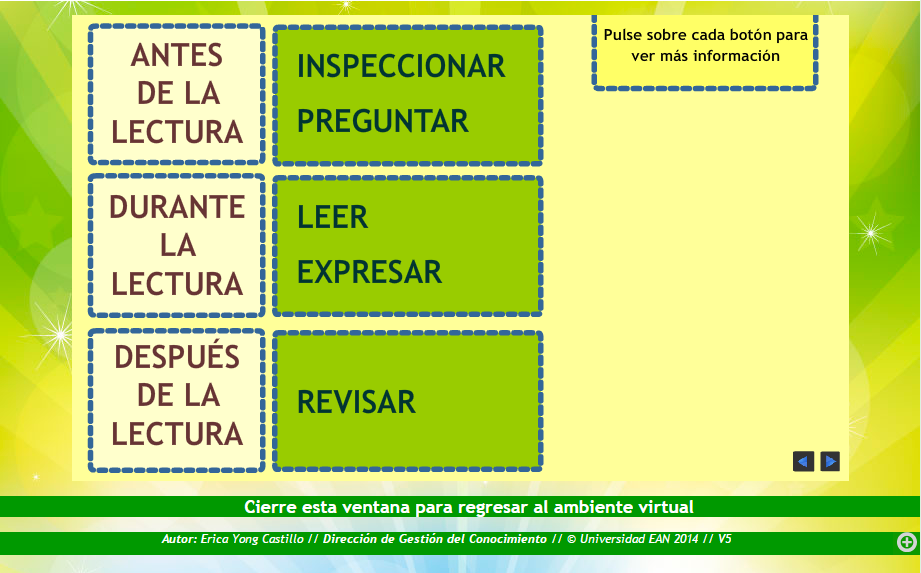 ANTES
DE LA
LECTURA
INSPECCIONAR
PREGUNTAR
Pulse sobre cada botón para
ver más información
DURANTE
LA
LECTURA
LEER
EXPRESAR
DESPUÉS
DE LA
LECTURA
REVISAR
Cierre esta ventana para regresar al ambiente virtual
Autor: Erica Yong Castillo // Dirección de Gestión del Conocimiento // © Universidad EAN 2014 // V5